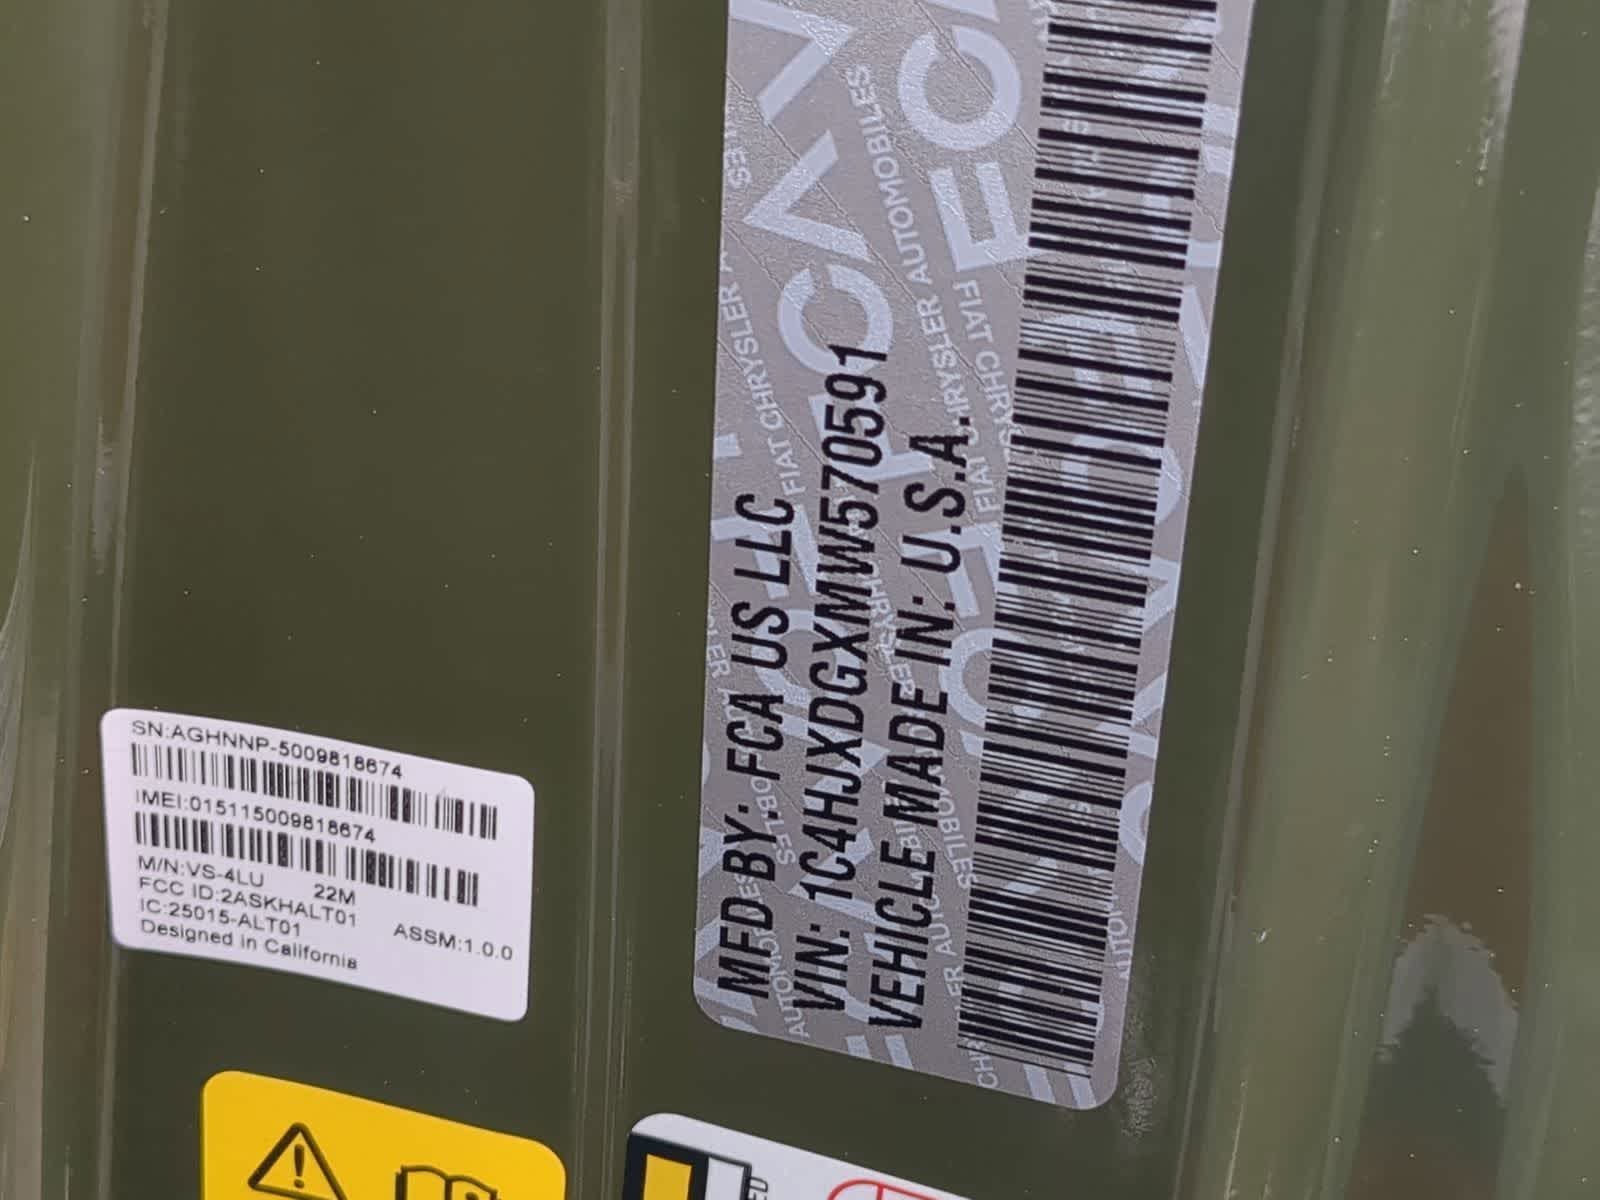 MFD BY: FCA US LLC
VIN: 1C4HJXDGXMW570591
VEHICLE MADE IN: U.S.A.
SN:AGHNNP-5009818674
IMEI:015115009818674
M/N:VS-4LU 22M
FCC ID:2ASKHALT01
IC:25015-ALT01 ASSM:1.0.0
Designed in California
FIAT CHRYSLER AUTOMOBILES
FCA